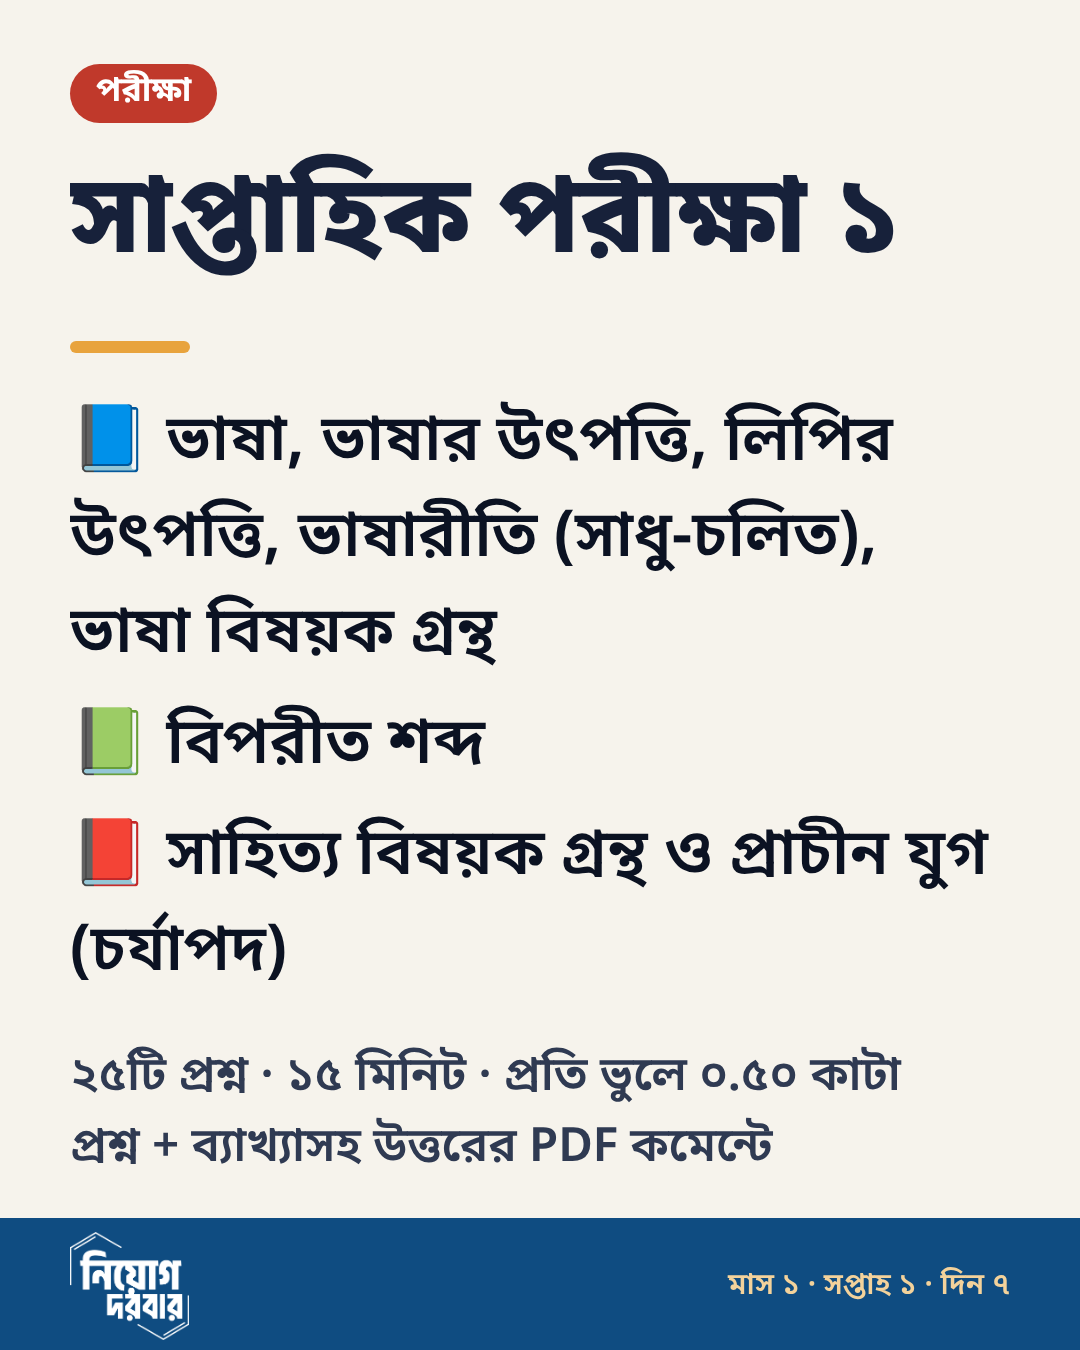 পরীক্ষা
সাপ্তাহিক পরীক্ষা ১
📘 ভাষা, ভাষার উৎপত্তি, লিপির
উৎপত্তি, ভাষারীতি (সাধু-চলিত),
ভাষা বিষয়ক গ্রন্থ
📗 বিপরীত শব্দ
📕 সাহিত্য বিষয়ক গ্রন্থ ও প্রাচীন যুগ
(চর্যাপদ)
২৫টি প্রশ্ন · ১৫ মিনিট · প্রতি ভুলে ০.৫০ কাটা
প্রশ্ন + ব্যাখ্যাসহ উত্তরের PDF কমেন্টে
নিয়োগ
দরবার
মাস ১ · সপ্তাহ ১ · দিন ৭